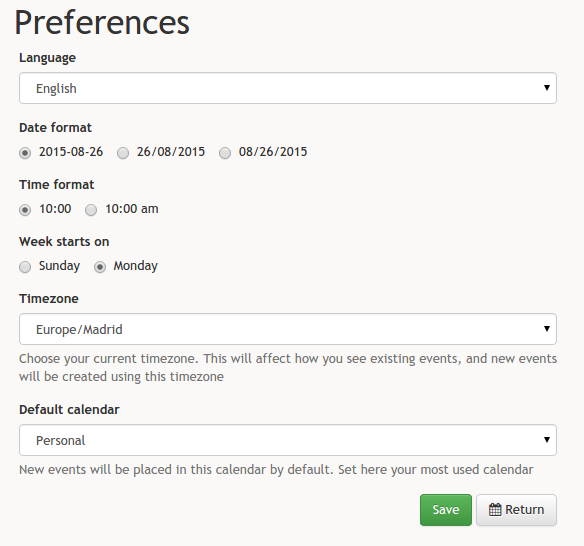 Preferences
Language
English
Date format
2015-08-26 26/08/2015 08/26/2015
Time format
10:00 10:00 am
Week starts on
Sunday Monday
Timezone
Europe/Madrid
Choose your current timezone. This will affect how you see existing events, and new events
will be created using this timezone
Default calendar
Personal
New events will be placed in this calendar by default. Set here your most used calendar
Save Return